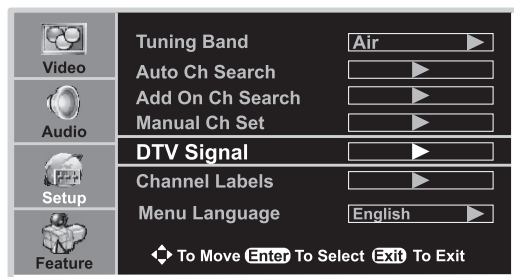 Video
Audio
Setup
Feature
Tuning Band Air
Auto Ch Search
Add On Ch Search
Manual Ch Set
DTV Signal
Channel Labels
Menu Language English
To Move Enter To Select Exit To Exit